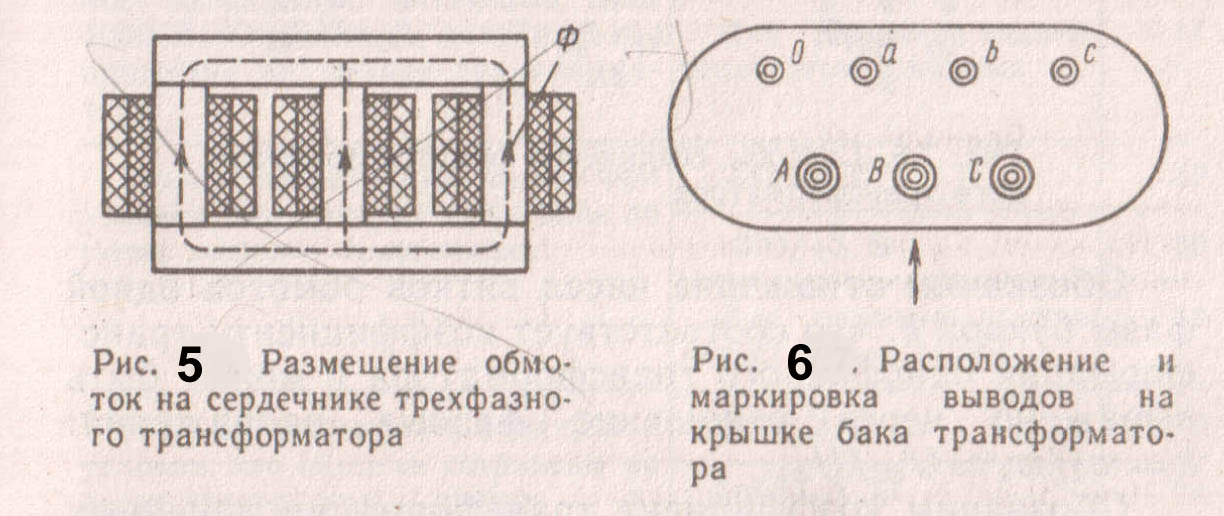 Ф
O a b c
A B C
Рис. 5 Размещение обмо-
ток на сердечнике трехфазно-
го трансформатора
Рис. 6 Расположение и
маркировка выводов на
крышке бака трансформато-
ра